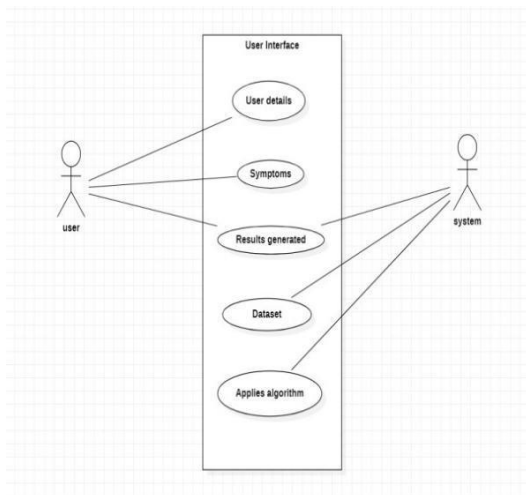 User Interface
User details
Symptoms
user
system
Results generated
Dataset
Applies algorithm